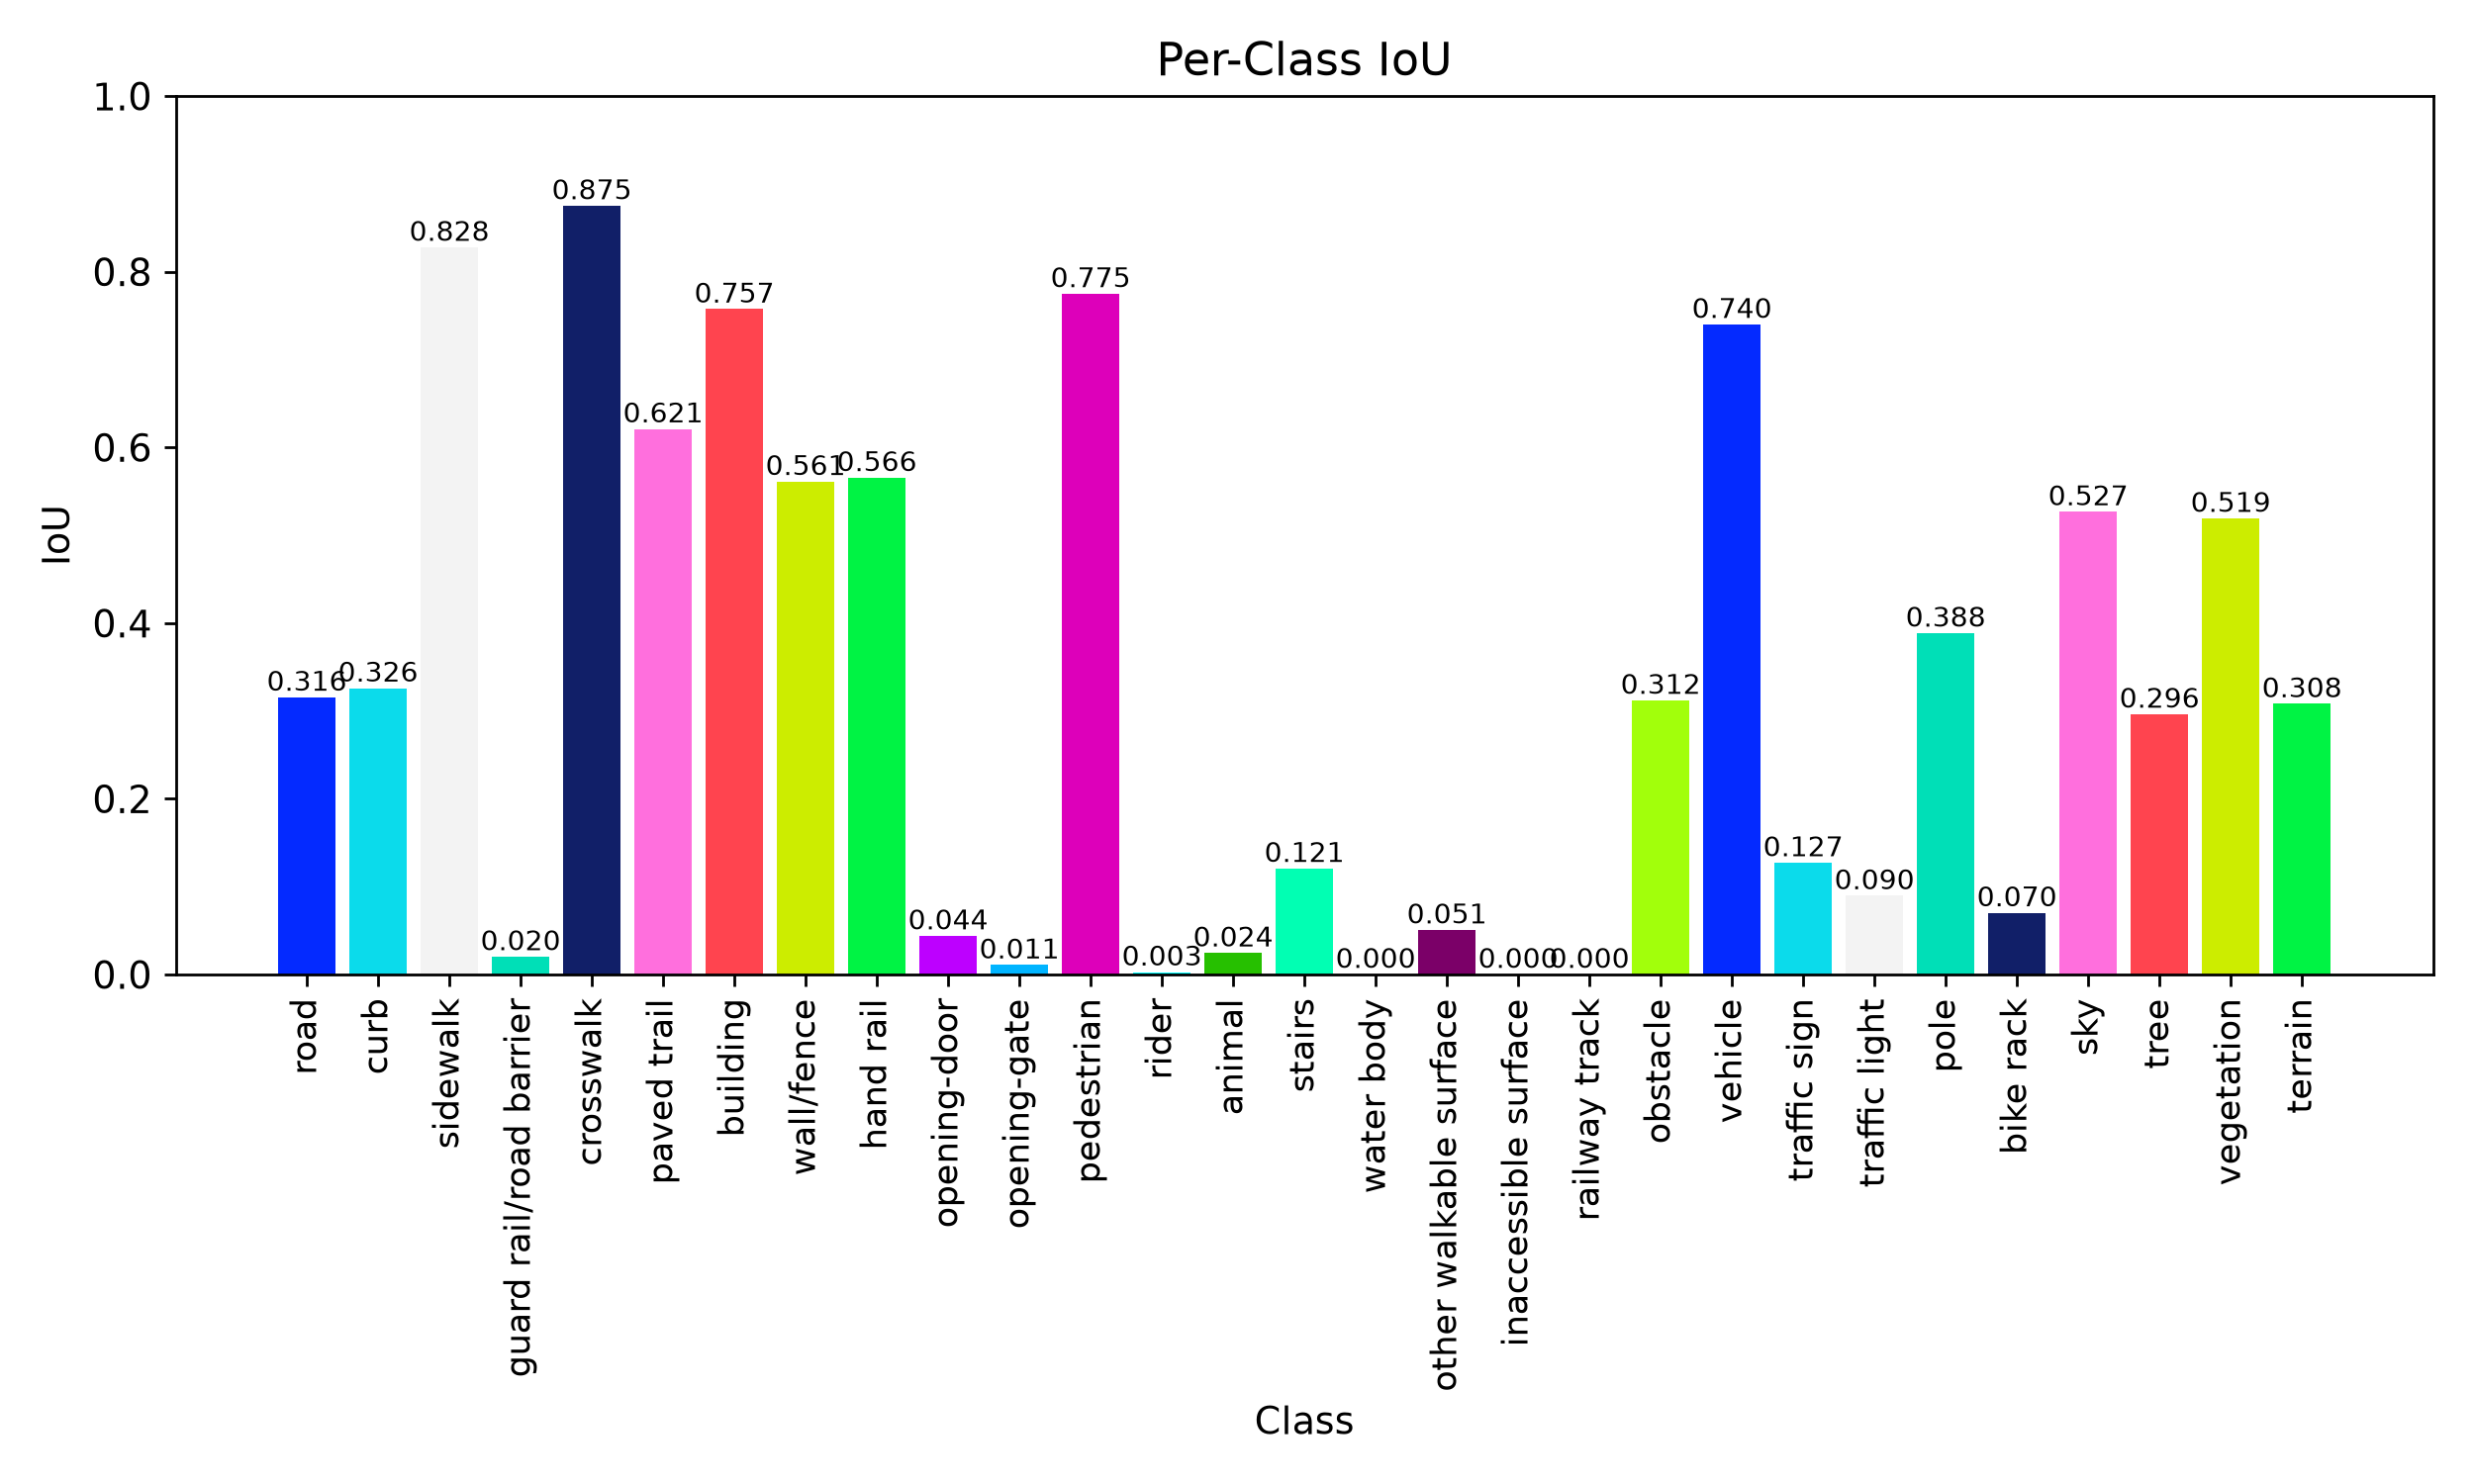 Per-Class IoU
IoU
1.0
0.8
0.6
0.4
0.2
0.0
0.316
0.326
0.828
0.020
0.875
0.621
0.757
0.561
0.566
0.044
0.011
0.775
0.003
0.024
0.121
0.000
0.051
0.000
0.000
0.312
0.740
0.127
0.090
0.388
0.070
0.527
0.296
0.519
0.308
road
curb
sidewalk
guard rail/road barrier
crosswalk
paved trail
building
wall/fence
hand rail
opening-door
opening-gate
pedestrian
rider
animal
stairs
water body
other walkable surface
inaccessible surface
railway track
obstacle
vehicle
traffic sign
traffic light
pole
bike rack
sky
tree
vegetation
terrain
Class